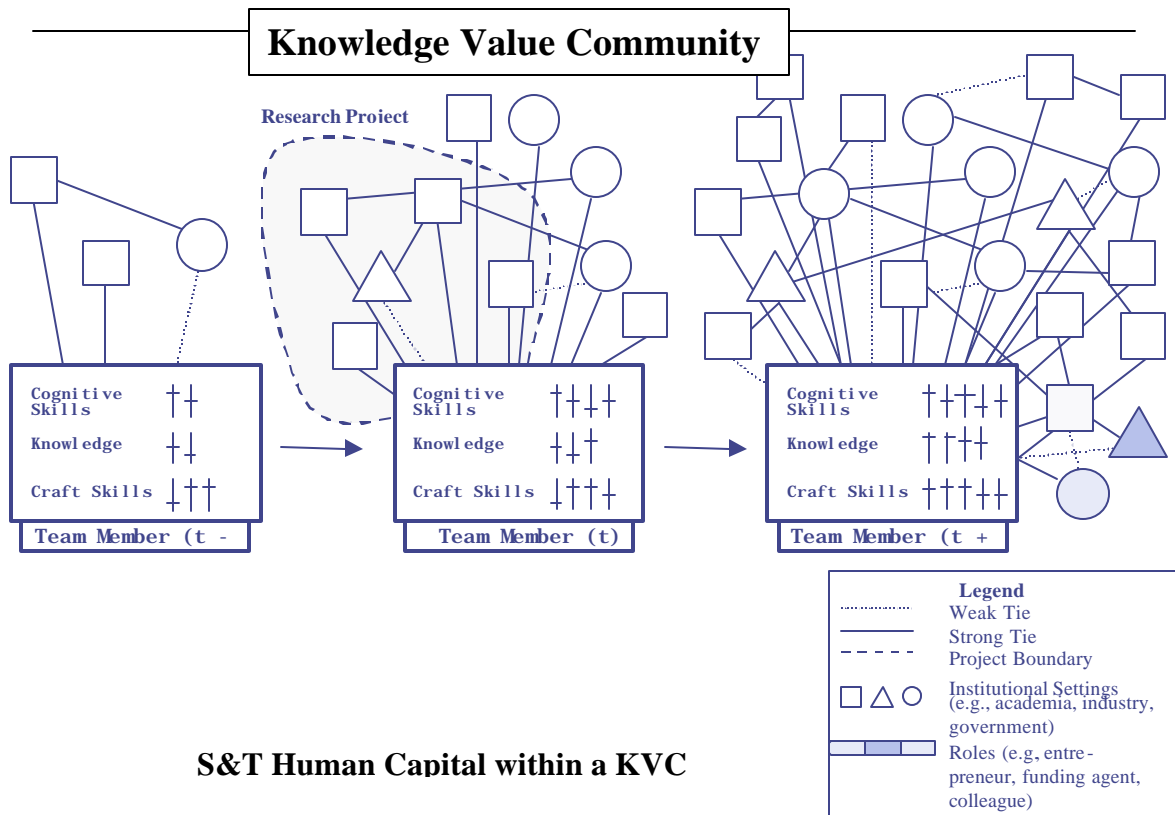 Knowledge Value Community
Research Project
Cognitive
Skills
Knowledge
Craft Skills
Team Member (t -
Cognitive
Skills
Knowledge
Craft Skills
Team Member (t)
Cognitive
Skills
Knowledge
Craft Skills
Team Member (t +
Legend
Weak Tie
Strong Tie
Project Boundary
Institutional Settings
(e.g., academia, industry,
government)
Roles (e.g, entre-
preneur, funding agent,
colleague)
S&T Human Capital within a KVC